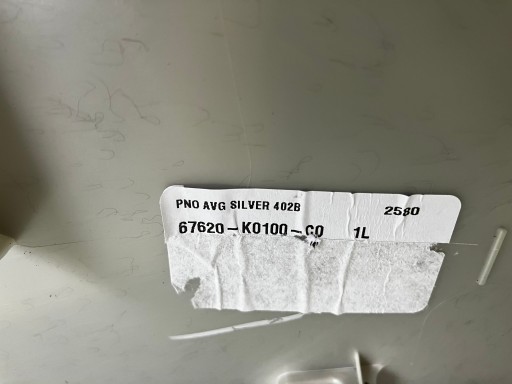 PNO AVG SILVER 402B 2580
67620-K0100-C0 1L